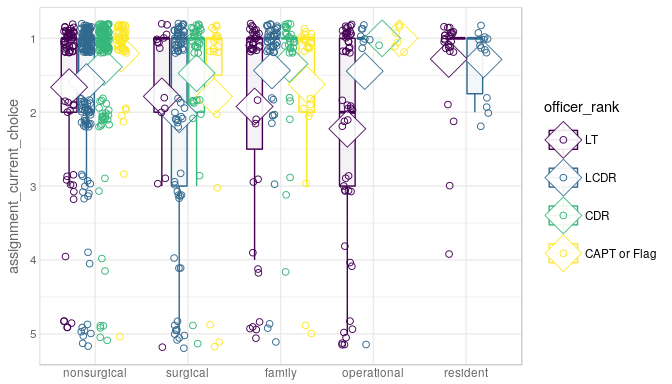 assignment_current_choice
1
2
3
4
5
nonsurgical
surgical
family
operational
resident
officer_rank
LT
LCDR
CDR
CAPT or Flag